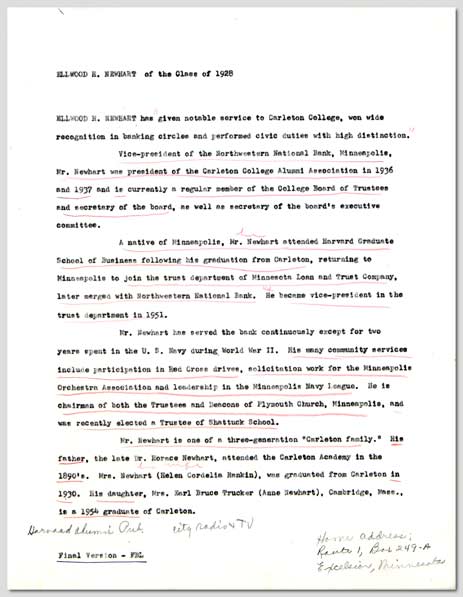 ELLWOOD H. NEWHART of the Class of 1928
ELLWOOD H. NEWHART has "given notable service to Carleton College, won wide
recognition in banking circles and performed civic duties with high distinction."
Vice-president of the Northwestern National Bank, Minneapolis,
Mr. Newhart was president of the Carleton College Alumni Association in 1936
and 1937 and is currently a regular member of the College Board of Trustees
and secretary of the board, as well as secretary of the board's executive
committee.
he
A native of Minneapolis, Mr. Newhart attended Harvard Graduate
School of Business following his graduation from Carleton, returning to
Minneapolis to join the trust department of Minnesota Loan and Trust Company,
later merged with Northwestern National Bank. He became vice-president in the
trust department in 1951.
Mr. Newhart has served the bank continuously except for two
years spent in the U. S. Navy during World War II. His many community services
include participation in Red Cross drives, solicitation work for the Minneapolis
Orchestra Association and leadership in the Minneapolis Navy League. He is
chairman of both the Trustees and Deacons of Plymouth Church, Minneapolis, and
was recently elected a Trustee of Shattuck School.
Mr. Newhart is one of a three-generation "Carleton family." His
father, the late Dr. Horace Newhart, attended the Carleton Academy in the
his wife
1890's. Mrs. Newhart (Helen Cordelia Rankin), was graduated from Carleton in
1930. His daughter, Mrs. Karl Bruce Trucker (Anne Newhart), Cambridge, Mass.,
is a 1954 graduate of Carleton.
Harvard Alumni Pub. city radio & TV
Home address:
Route 1, Box 249-A
Excelsior, Minnesota
Final Version - FBL